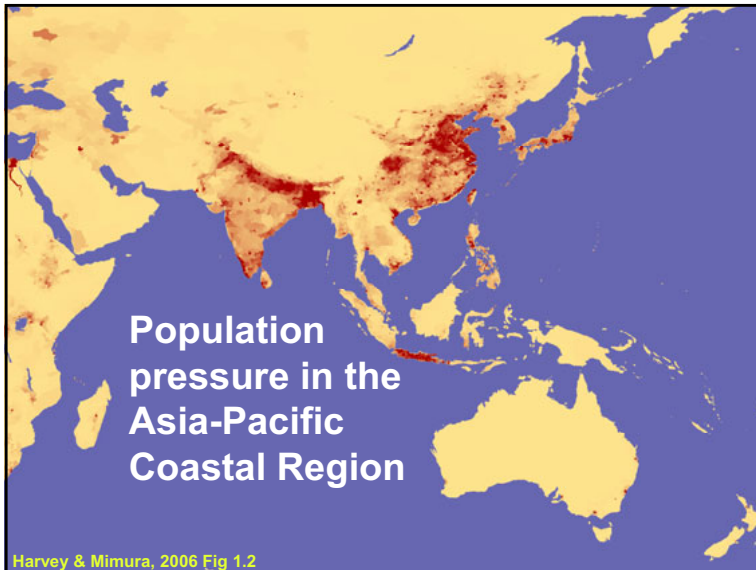 Population
pressure in the
Asia-Pacific
Coastal Region
Harvey & Mimura, 2006 Fig 1.2